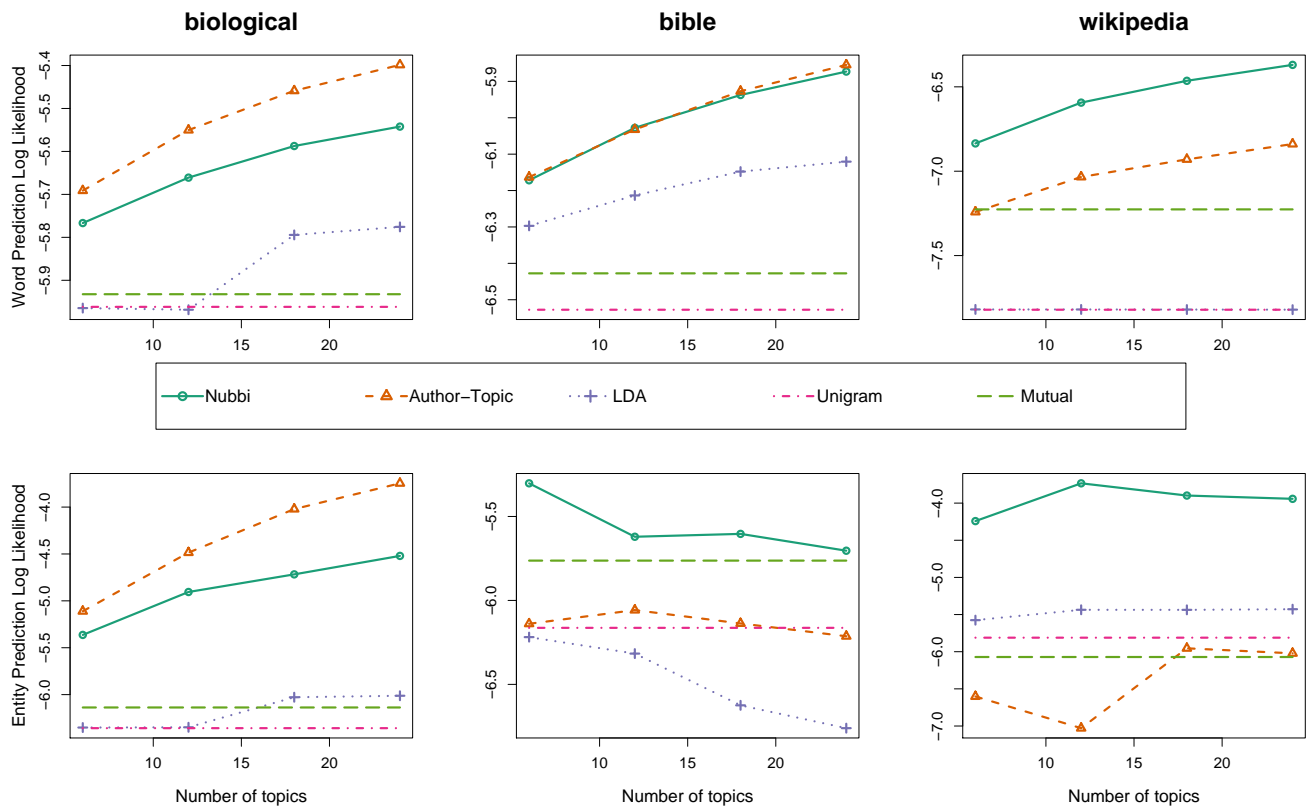 biological bible wikipedia
Word Prediction Log Likelihood
−5.4
−5.5
−5.6
−5.7
−5.8
−5.9
10 15 20
−5.9
−6.1
−6.3
−6.5
10 15 20
−6.5
−7.0
−7.5
10 15 20
Nubbi Author−Topic LDA Unigram Mutual
Entity Prediction Log Likelihood
−4.0
−4.5
−5.0
−5.5
−6.0
10 15 20
Number of topics
−5.5
−6.0
−6.5
10 15 20
Number of topics
−4.0
−5.0
−6.0
−7.0
10 15 20
Number of topics